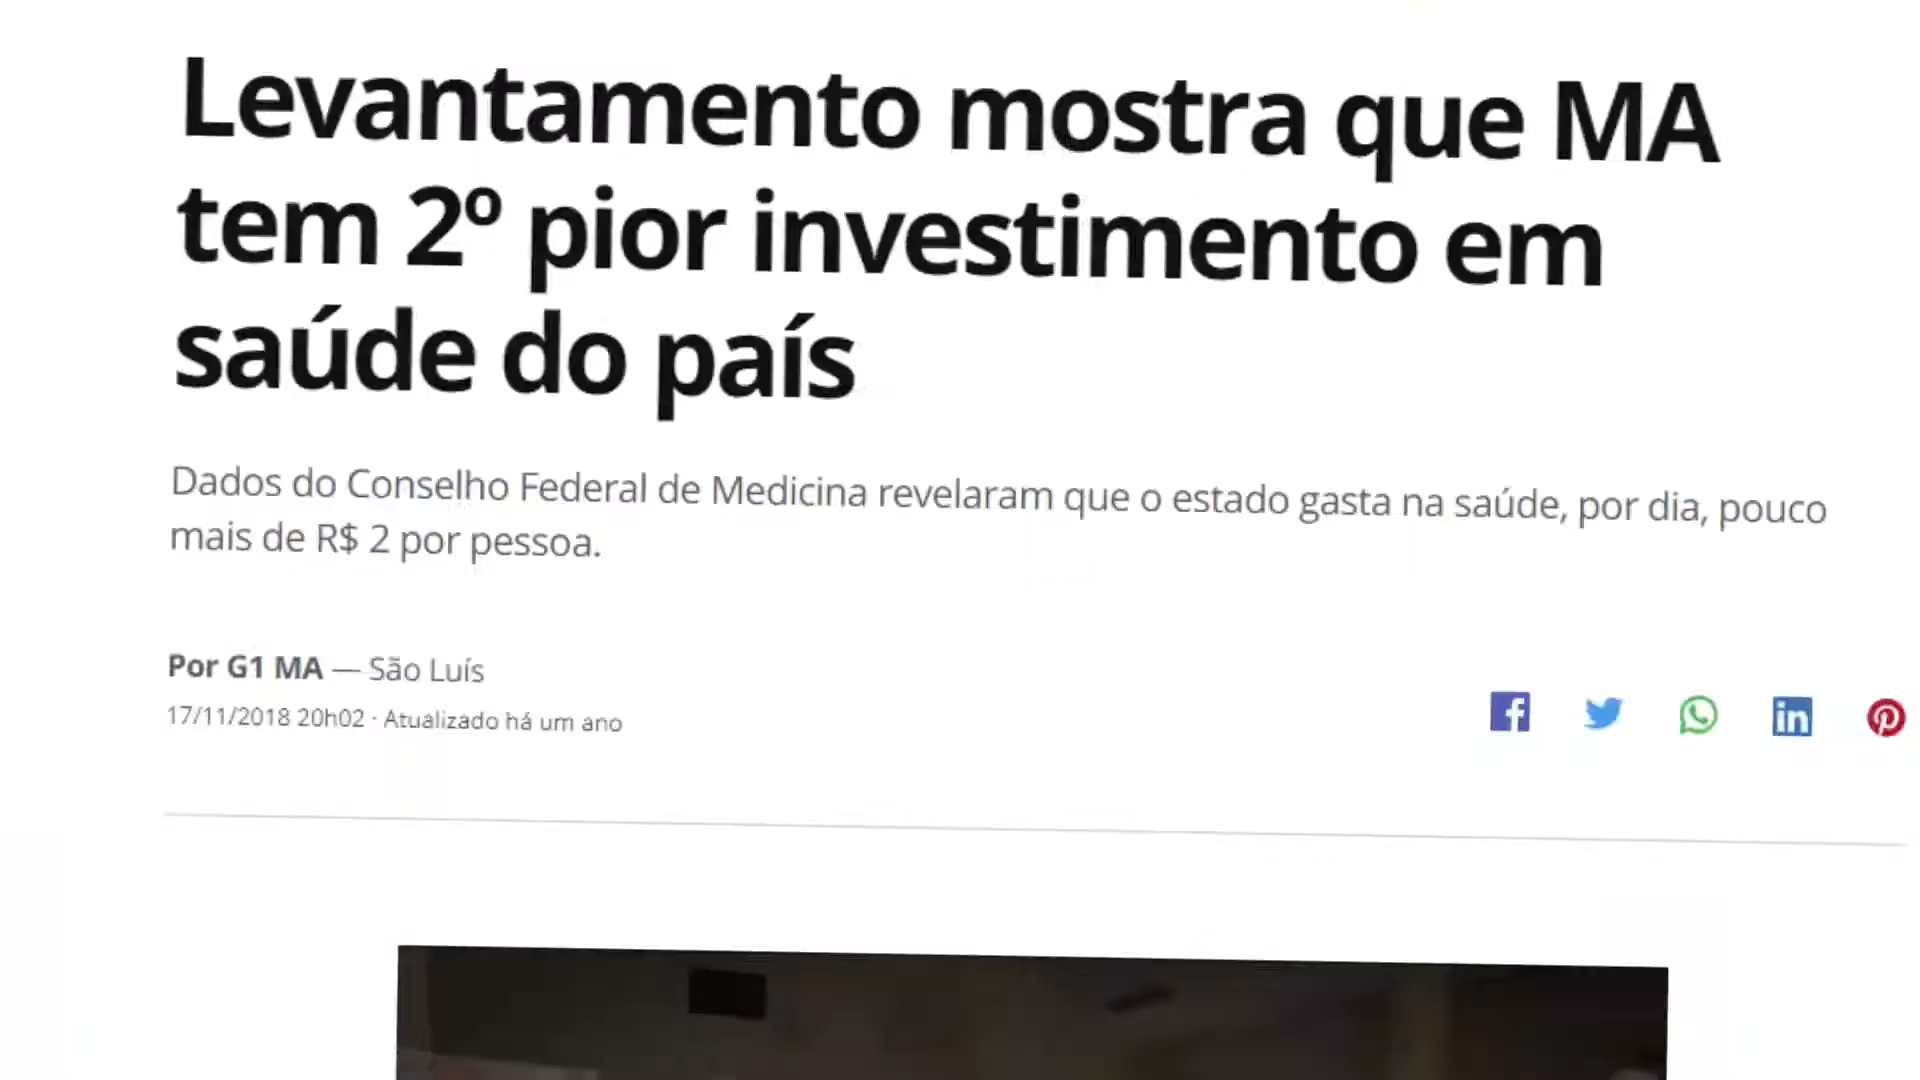 Levantamento mostra que MA
tem 2º pior investimento em
saúde do país
Dados do Conselho Federal de Medicina revelaram que o estado gasta na saúde, por dia, pouco
mais de R$ 2 por pessoa.
Por G1 MA — São Luís
17/11/2018 20h02 · Atualizado há um ano